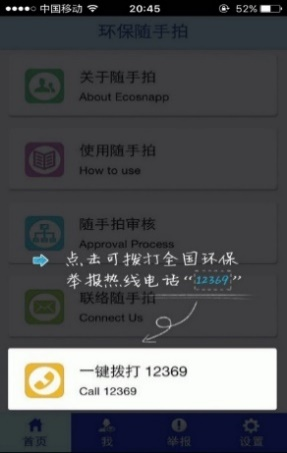 中国移动 20:45 52%
环保随手拍
关于随手拍
About Ecosnapp
使用随手拍
How to use
随手拍审核
Approval Process
点击可拨打全国环保
举报热线电话“12369”
联络随手拍
Connect Us
一键拨打 12369
Call 12369
首页 我 举报 设置